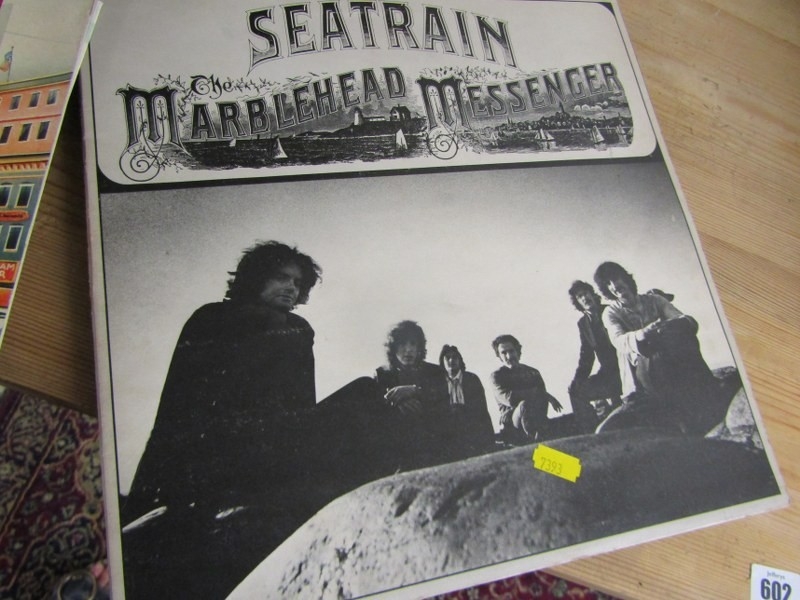 SEATRAIN
The
MARBLEHEAD MESSENGER
7393
602